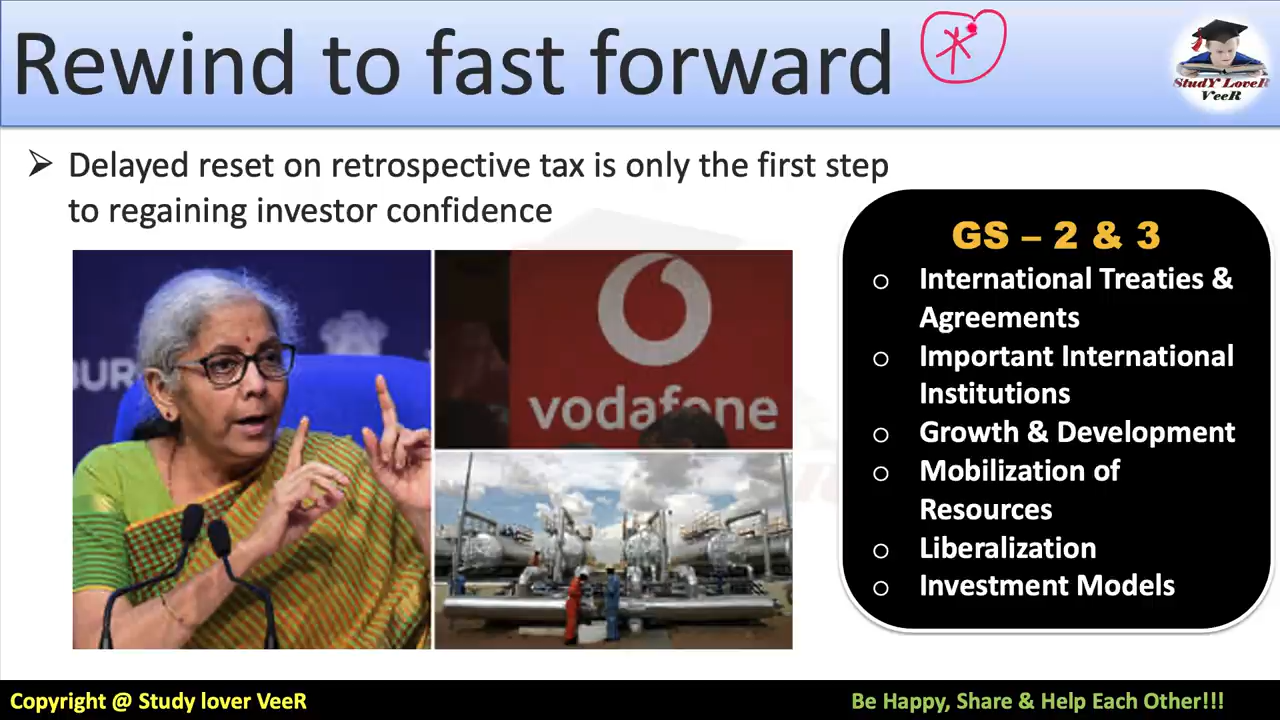 Rewind to fast forward
StudY LoveR
VeeR
➢ Delayed reset on retrospective tax is only the first step
to regaining investor confidence
BUR
vodafone
GS – 2 & 3
o International Treaties &
Agreements
o Important International
Institutions
o Growth & Development
o Mobilization of
Resources
o Liberalization
o Investment Models
Copyright @ Study lover VeeR
Be Happy, Share & Help Each Other!!!